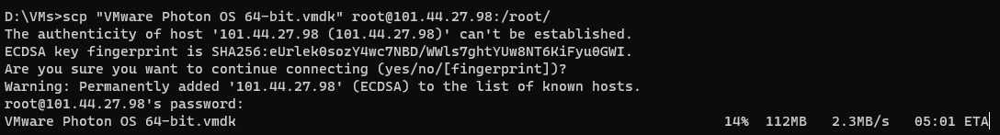 D:\VMs>scp "VMware Photon OS 64-bit.vmdk" root@101.44.27.98:/root/
The authenticity of host '101.44.27.98 (101.44.27.98)' can't be established.
ECDSA key fingerprint is SHA256:eUrlek0sozY4wc7NBD/WWls7ghtYUw8NT6KiFyu0GWI.
Are you sure you want to continue connecting (yes/no/[fingerprint])?
Warning: Permanently added '101.44.27.98' (ECDSA) to the list of known hosts.
root@101.44.27.98's password:
VMware Photon OS 64-bit.vmdk 14% 112MB 2.3MB/s 05:01 ETA